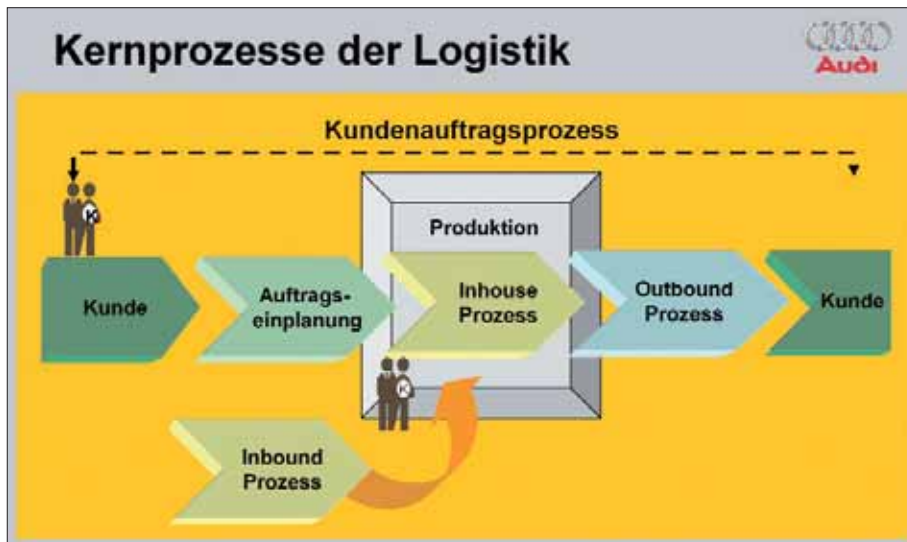 Kernprozesse der Logistik
Audi
Kundenauftragsprozess
K
Produktion
Kunde
Auftrags-
einplanung
Inhouse
Prozess
Outbound
Prozess
Kunde
K
Inbound
Prozess